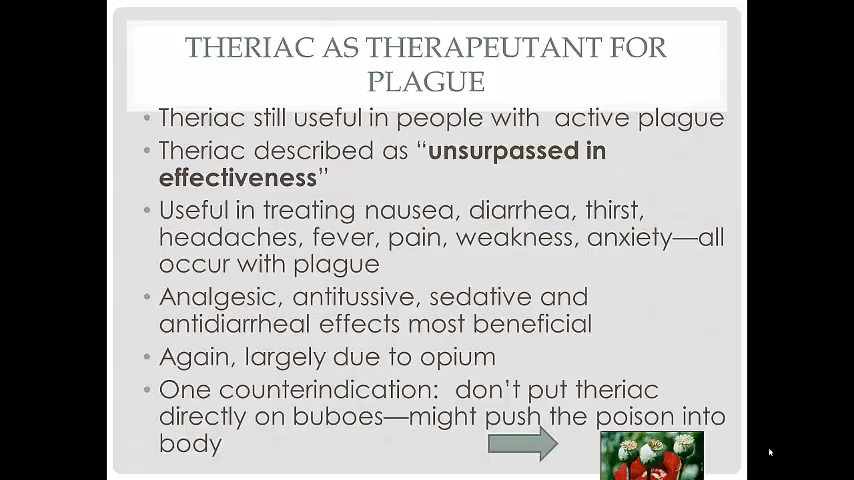 THERIAC AS THERAPEUTANT FOR
PLAGUE
• Theriac still useful in people with  active plague
• Theriac described as “unsurpassed in
effectiveness”
• Useful in treating nausea, diarrhea, thirst,
headaches, fever, pain, weakness, anxiety—all
occur with plague
• Analgesic, antitussive, sedative and
antidiarrheal effects most beneficial
• Again, largely due to opium
• One counterindication:  don’t put theriac
directly on buboes—might push the poison into
body